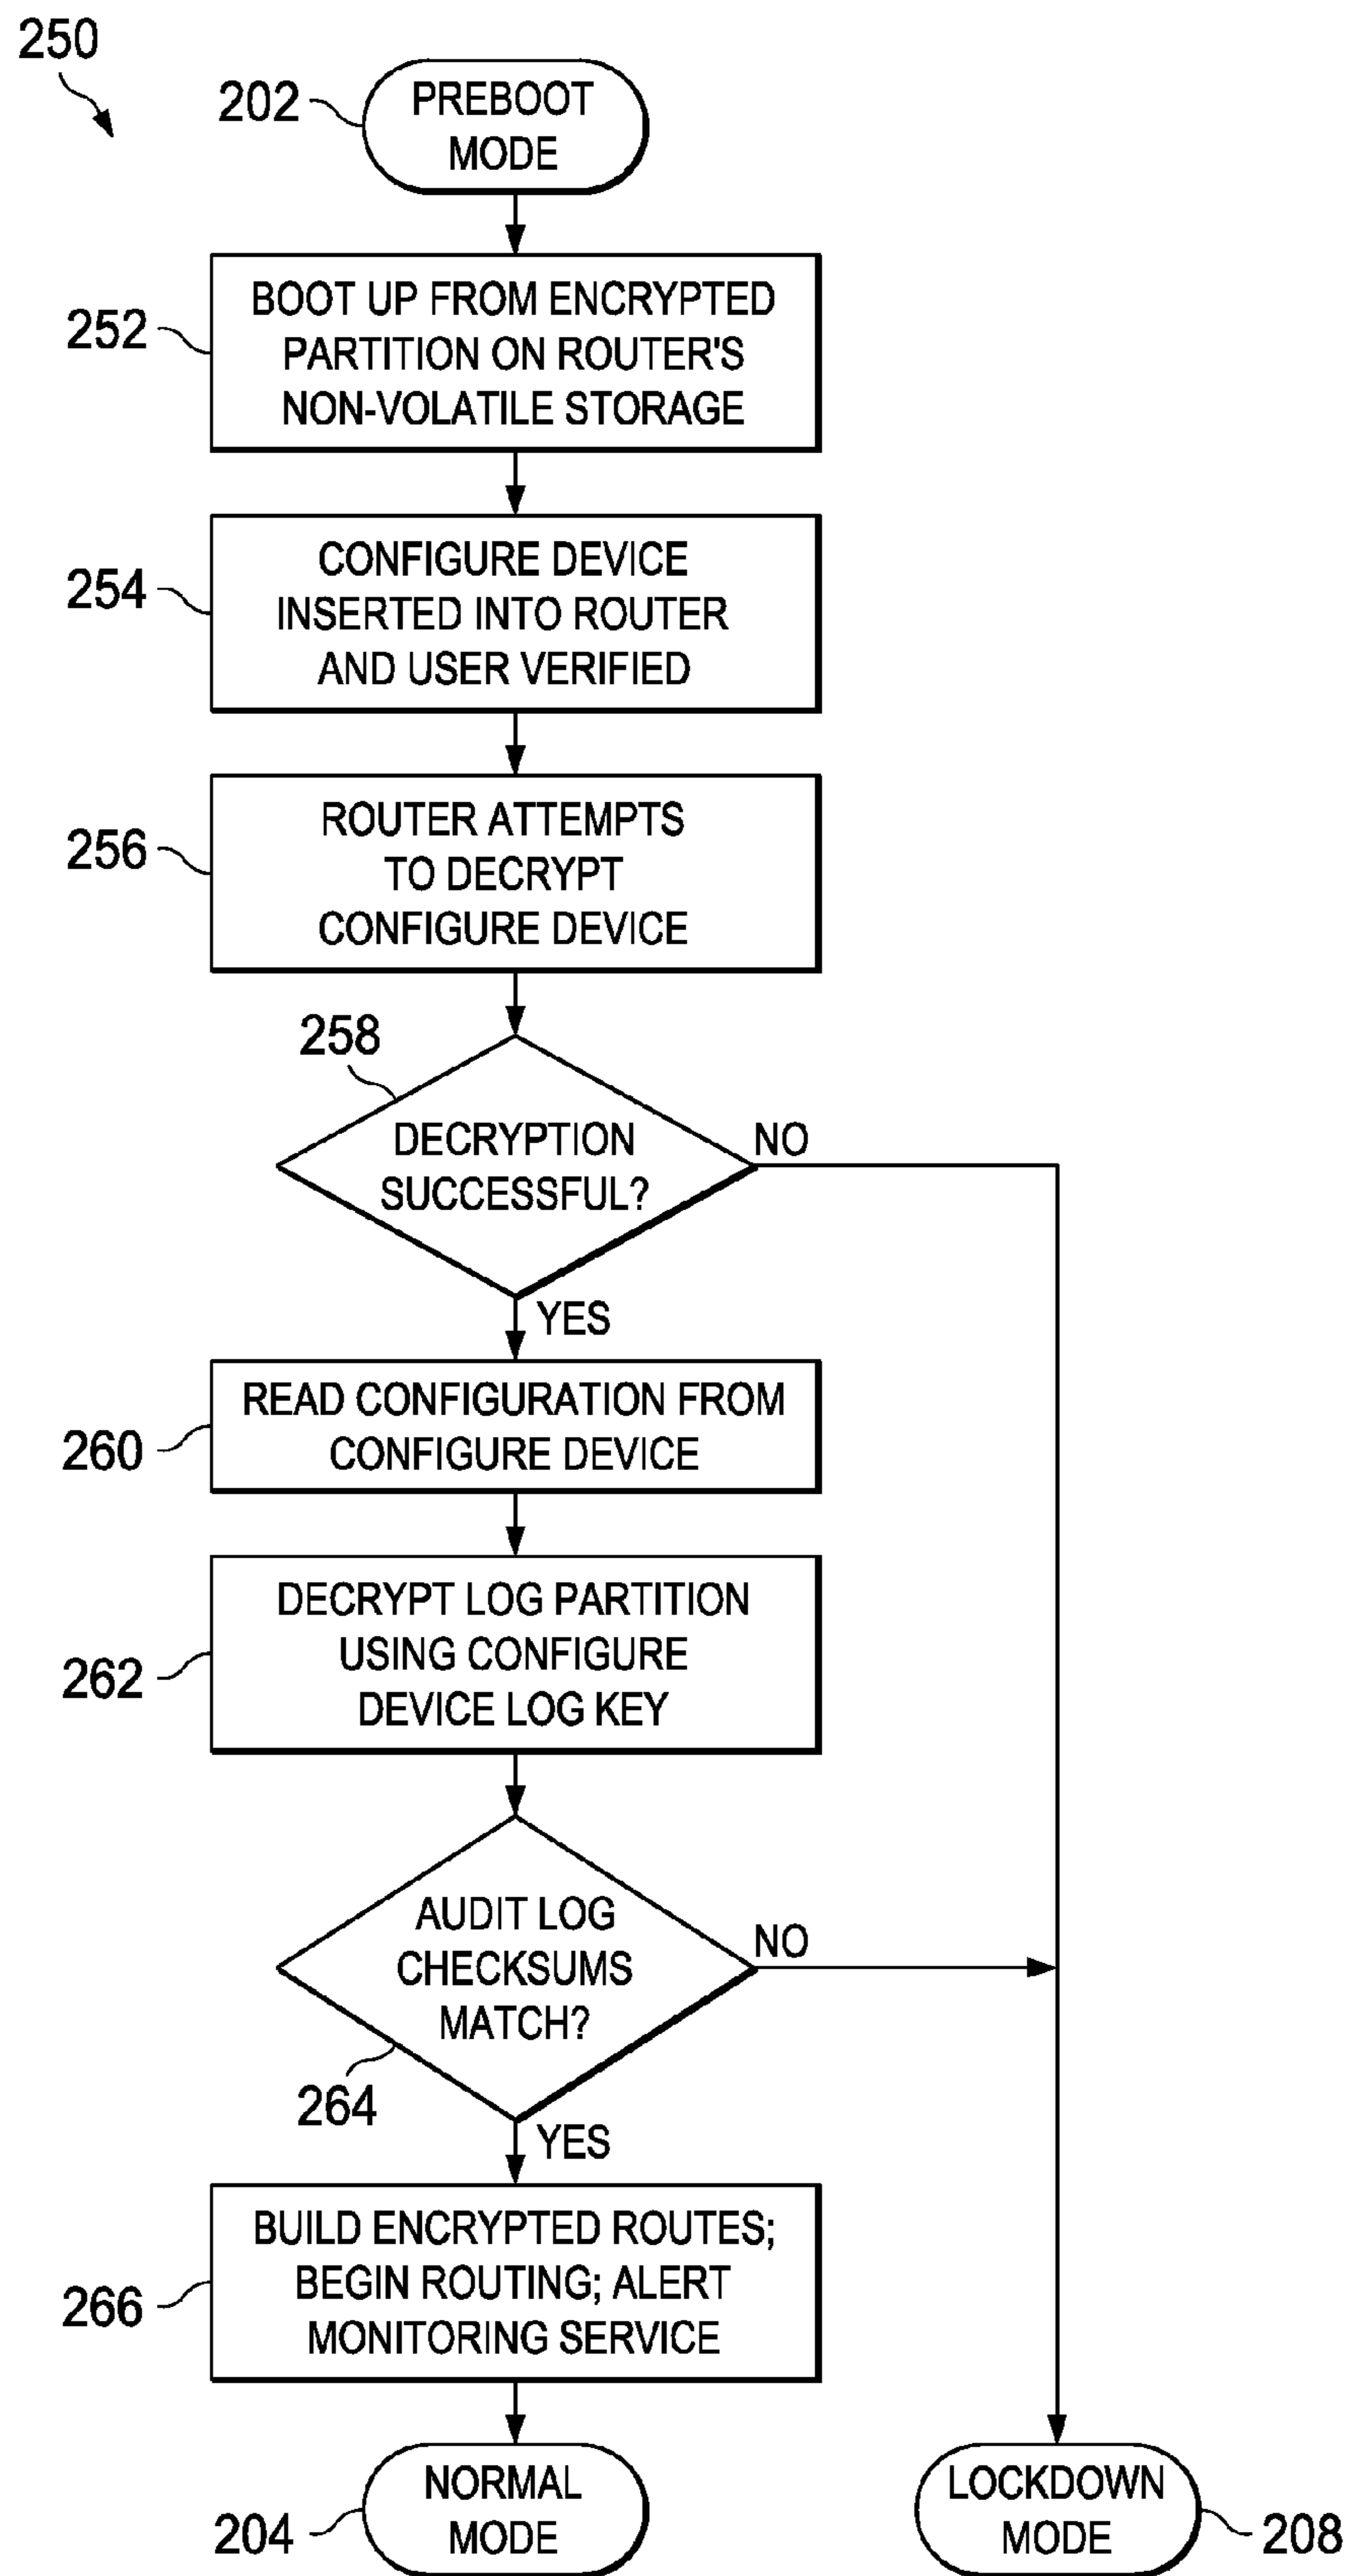 250
202
PREBOOT
MODE
252
BOOT UP FROM ENCRYPTED
PARTITION ON ROUTER'S
NON-VOLATILE STORAGE
254
CONFIGURE DEVICE
INSERTED INTO ROUTER
AND USER VERIFIED
256
ROUTER ATTEMPTS
TO DECRYPT
CONFIGURE DEVICE
258
DECRYPTION
SUCCESSFUL?
NO
YES
260
READ CONFIGURATION FROM
CONFIGURE DEVICE
262
DECRYPT LOG PARTITION
USING CONFIGURE
DEVICE LOG KEY
AUDIT LOG
CHECKSUMS
MATCH?
NO
264
YES
266
BUILD ENCRYPTED ROUTES;
BEGIN ROUTING; ALERT
MONITORING SERVICE
204
NORMAL
MODE
LOCKDOWN
MODE
208